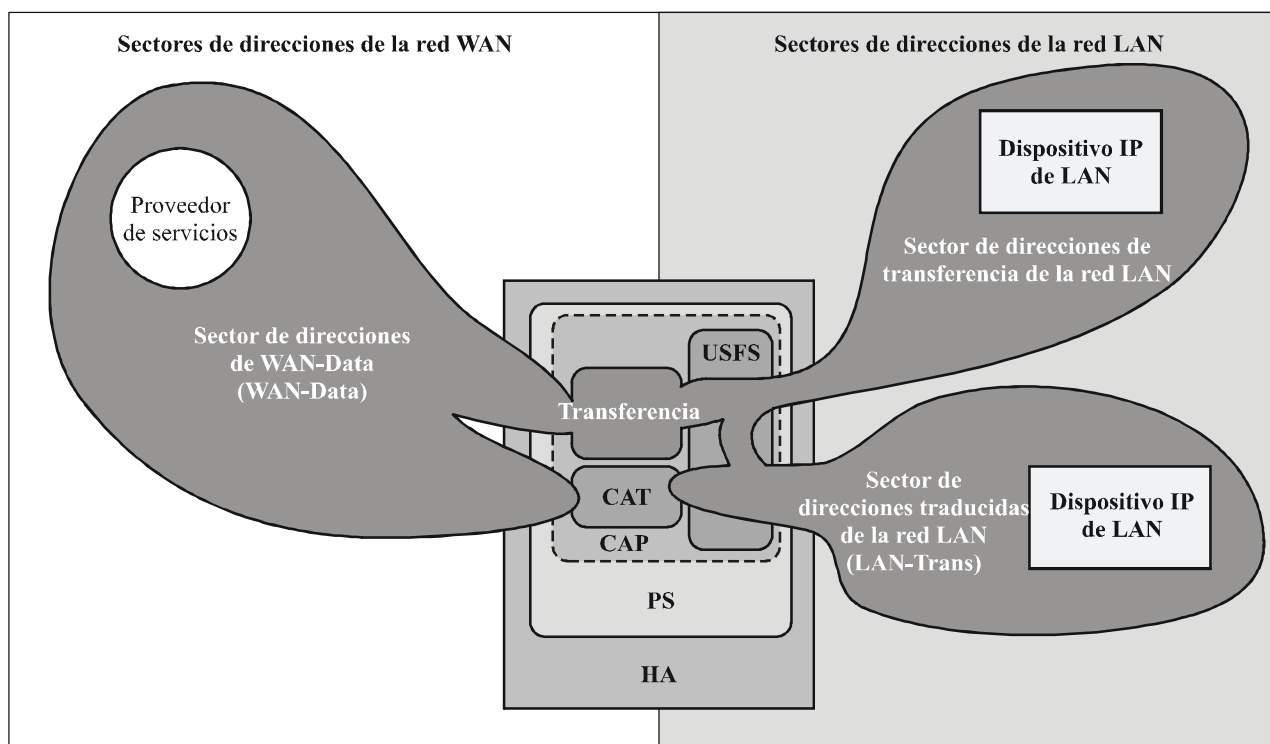 Sectores de direcciones de la red WAN
Sectores de direcciones de la red LAN
Proveedor
de servicios
Sector de direcciones
de WAN-Data
(WAN-Data)
Dispositivo IP
de LAN
Sector de direcciones de
transferencia de la red LAN
USFS
Transferencia
CAT
CAP
PS
HA
Sector de
direcciones traducidas
de la red LAN
(LAN-Trans)
Dispositivo IP
de LAN